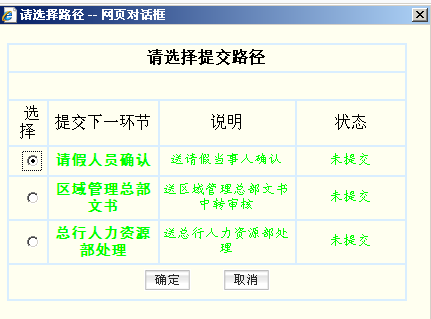 请选择路径 -- 网页对话框
请选择提交路径
选
择
提交下一环节
说明
状态
请假人员确认
送请假当事人确认
未提交
区域管理总部
文书
送区域管理总部文书
中转审核
未提交
总行人力资源
部处理
送总行人力资源部处
理
未提交
确定
取消